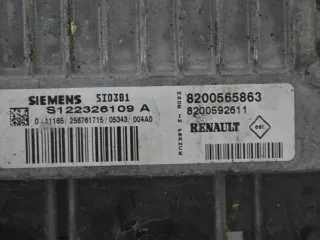 SIEMENS SID301
S122326109 A
0 11165/256761715/05343/004A0
MADE IN FRANCE
8200565863
8200592611
RENAULT